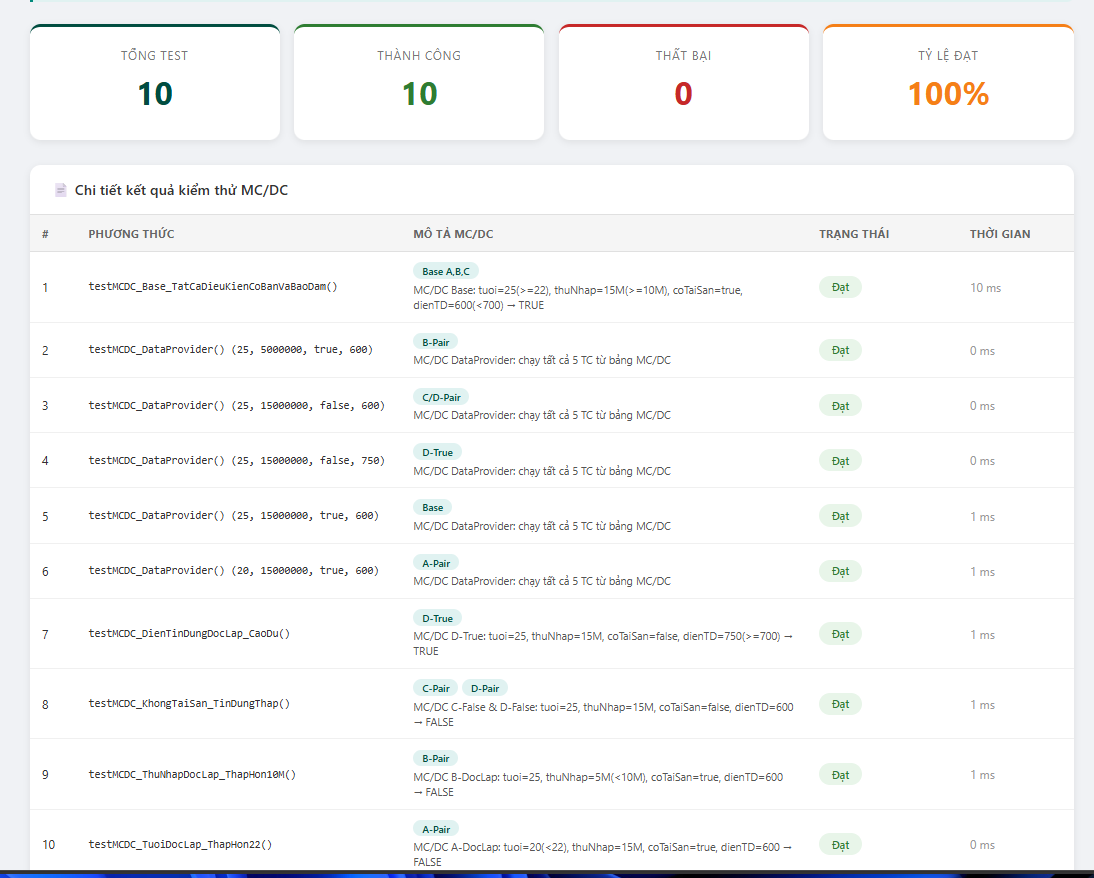 TỔNG TEST
10
THÀNH CÔNG
10
THẤT BẠI
0
TỶ LỆ ĐẠT
100%
Chi tiết kết quả kiểm thử MC/DC
# PHƯƠNG THỨC MÔ TẢ MC/DC TRẠNG THÁI THỜI GIAN
1 testMCDC_Base_TatCaDieuKienCoBanVaBaoDam() Base A,B,C
MC/DC Base: tuoi=25(>=22), thuNhap=15M(>=10M), coTaiSan=true,
dienTD=600(<700) → TRUE
Đạt 10 ms
2 testMCDC_DataProvider() (25, 5000000, true, 600) B-Pair
MC/DC DataProvider: chạy tất cả 5 TC từ bảng MC/DC
Đạt 0 ms
3 testMCDC_DataProvider() (25, 15000000, false, 600) C/D-Pair
MC/DC DataProvider: chạy tất cả 5 TC từ bảng MC/DC
Đạt 0 ms
4 testMCDC_DataProvider() (25, 15000000, false, 750) D-True
MC/DC DataProvider: chạy tất cả 5 TC từ bảng MC/DC
Đạt 0 ms
5 testMCDC_DataProvider() (25, 15000000, true, 600) Base
MC/DC DataProvider: chạy tất cả 5 TC từ bảng MC/DC
Đạt 1 ms
6 testMCDC_DataProvider() (20, 15000000, true, 600) A-Pair
MC/DC DataProvider: chạy tất cả 5 TC từ bảng MC/DC
Đạt 1 ms
7 testMCDC_DienTinDungDocLap_CaoDu() D-True
MC/DC D-True: tuoi=25, thuNhap=15M, coTaiSan=false, dienTD=750(>=700) →
TRUE
Đạt 1 ms
8 testMCDC_KhongTaiSan_TinDungThap() C-Pair D-Pair
MC/DC C-False & D-False: tuoi=25, thuNhap=15M, coTaiSan=false, dienTD=600
→ FALSE
Đạt 1 ms
9 testMCDC_ThuNhapDocLap_ThapHon10M() B-Pair
MC/DC B-DocLap: tuoi=25, thuNhap=5M(<10M), coTaiSan=true, dienTD=600
→ FALSE
Đạt 1 ms
10 testMCDC_TuoiDocLap_ThapHon22() A-Pair
MC/DC A-DocLap: tuoi=20(<22), thuNhap=15M, coTaiSan=true, dienTD=600 →
FALSE
Đạt 0 ms